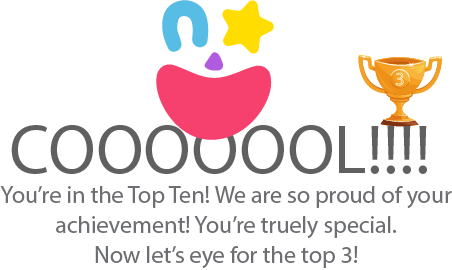 3
COOOOOOL!!!!
You’re in the Top Ten! We are so proud of your
achievement! You’re truely special.
Now let’s eye for the top 3!